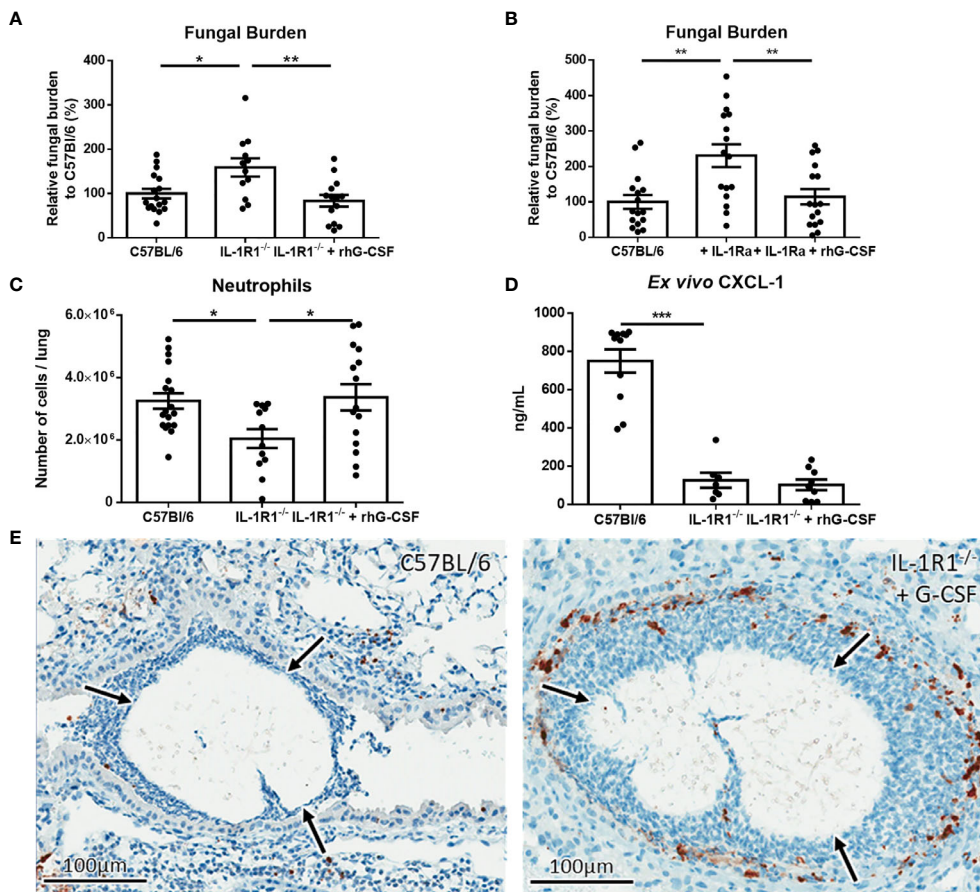 A
Fungal Burden
Relative fungal burden
to C57Bl/6 (%)
400
300
200
100
0
*
**
C57BL/6
IL-1R1-/-
IL-1R1-/- + rhG-CSF
B
Fungal Burden
Relative fungal burden
to C57Bl/6 (%)
500
400
300
200
100
0
**
**
C57BL/6
+ IL-1Ra
+ IL-1Ra + rhG-CSF
C
Neutrophils
Number of cells / lung
6.0×10⁶
4.0×10⁶
2.0×10⁶
0
*
*
C57Bl/6
IL-1R1-/-
IL-1R1-/- + rhG-CSF
D
Ex vivo CXCL-1
ng/mL
1000
800
600
400
200
0
***
C57Bl/6
IL-1R1-/-
IL-1R1-/- + rhG-CSF
E
C57BL/6
100µm
IL-1R1-/-
+ G-CSF
100µm